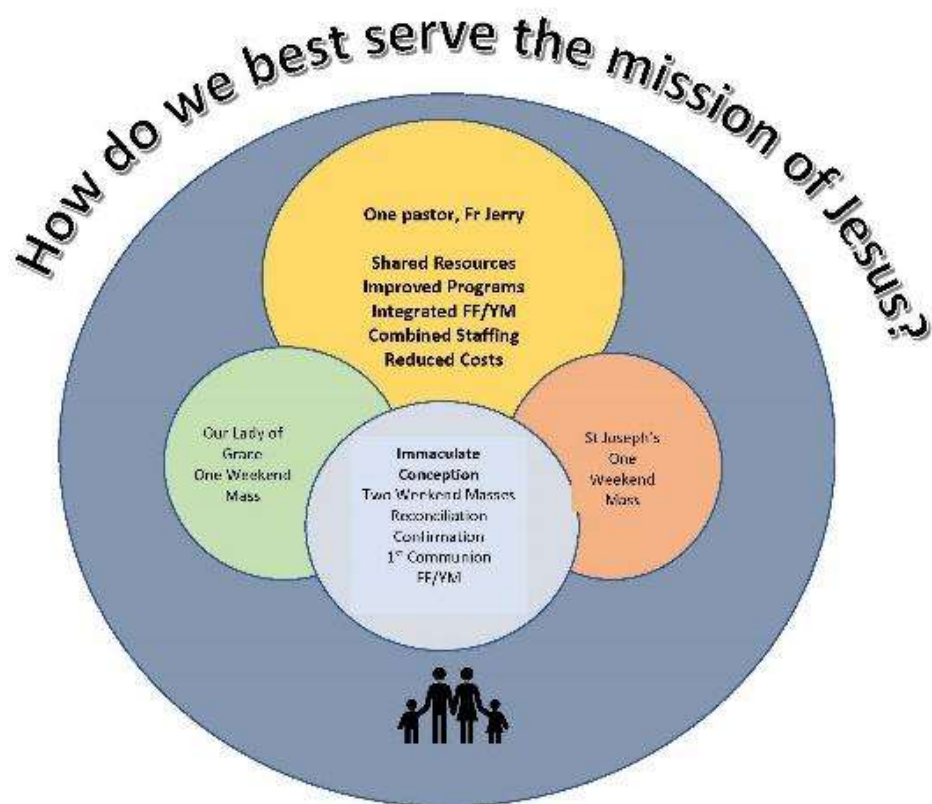 How do we best serve the mission of Jesus?
One pastor, Fr Jerry
Shared Resources
Improved Programs
Integrated FF/YM
Combined Staffing
Reduced Costs
Our Lady of
Grace
One Weekend
Mass
Immaculate
Conception
Two Weekend Masses
Reconciliation
Confirmation
1st Communion
FF/YM
St Joseph's
One
Weekend
Mass